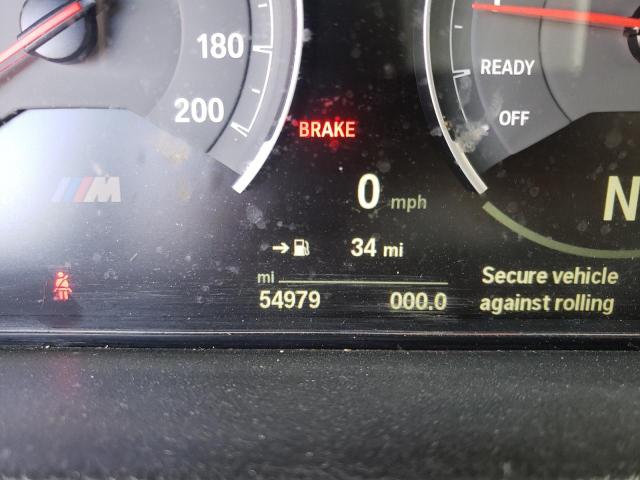 180
200
READY
OFF
BRAKE
M
0 mph
N
34 mi
mi
54979 000.0
Secure vehicle
against rolling